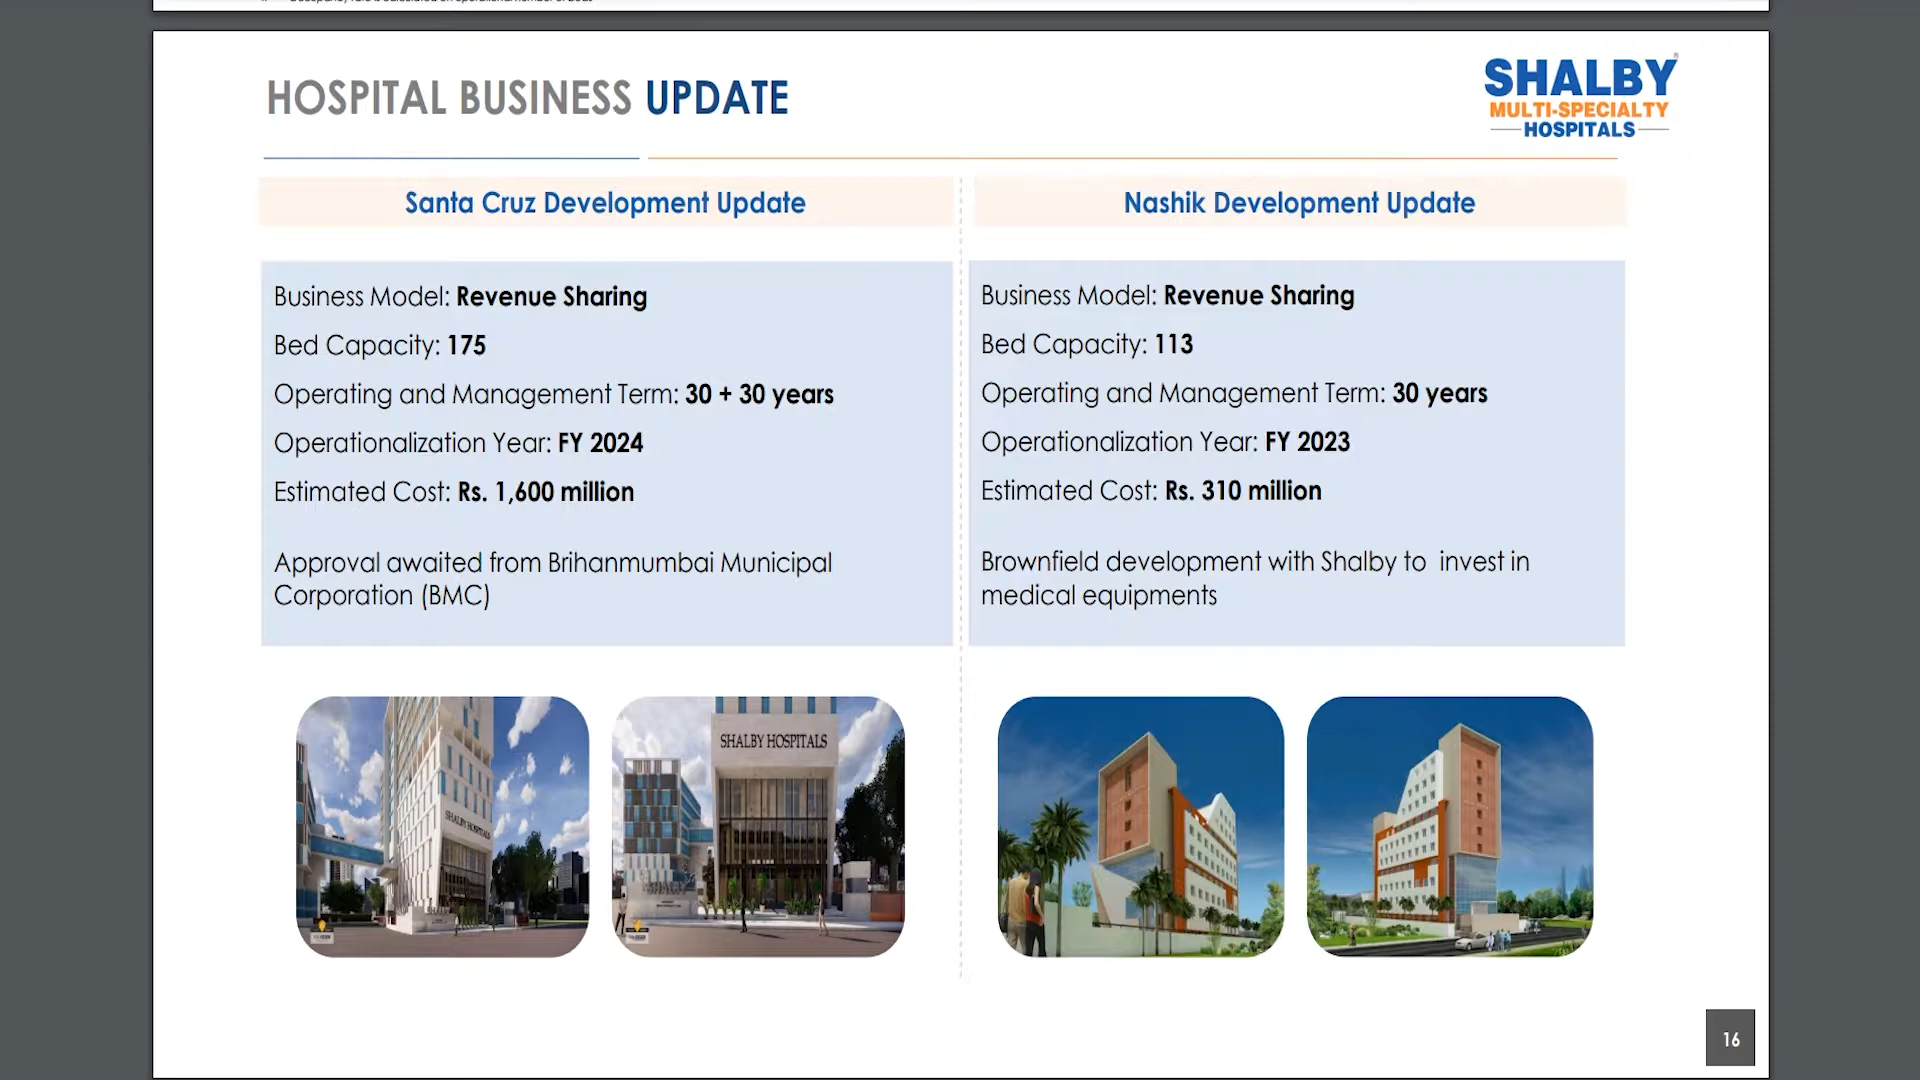 HOSPITAL BUSINESS UPDATE
SHALBY
MULTI-SPECIALTY
HOSPITALS
Santa Cruz Development Update
Business Model: Revenue Sharing
Bed Capacity: 175
Operating and Management Term: 30 + 30 years
Operationalization Year: FY 2024
Estimated Cost: Rs. 1,600 million
Approval awaited from Brihanmumbai Municipal
Corporation (BMC)
Nashik Development Update
Business Model: Revenue Sharing
Bed Capacity: 113
Operating and Management Term: 30 years
Operationalization Year: FY 2023
Estimated Cost: Rs. 310 million
Brownfield development with Shalby to  invest in
medical equipments
SHALBY HOSPITALS
SHALBY HOSPITALS
SHALBY
16